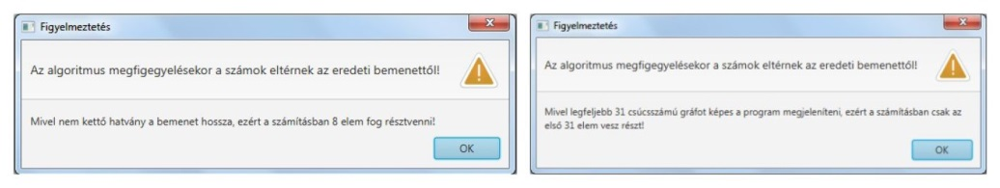 Figyelmeztetés
Az algoritmus megfigegyelésekor a számok eltérnek az eredeti bemenettől!
Mivel nem kettő hatvány a bemenet hossza, ezért a számításban 8 elem fog résztvenni!
OK
Figyelmeztetés
Az algoritmus megfigegyelésekor a számok eltérnek az eredeti bemenettől!
Mivel legfeljebb 31 csúcsszámú gráfot képes a program megjeleníteni, ezért a számításban csak az
első 31 elem vesz részt!
OK